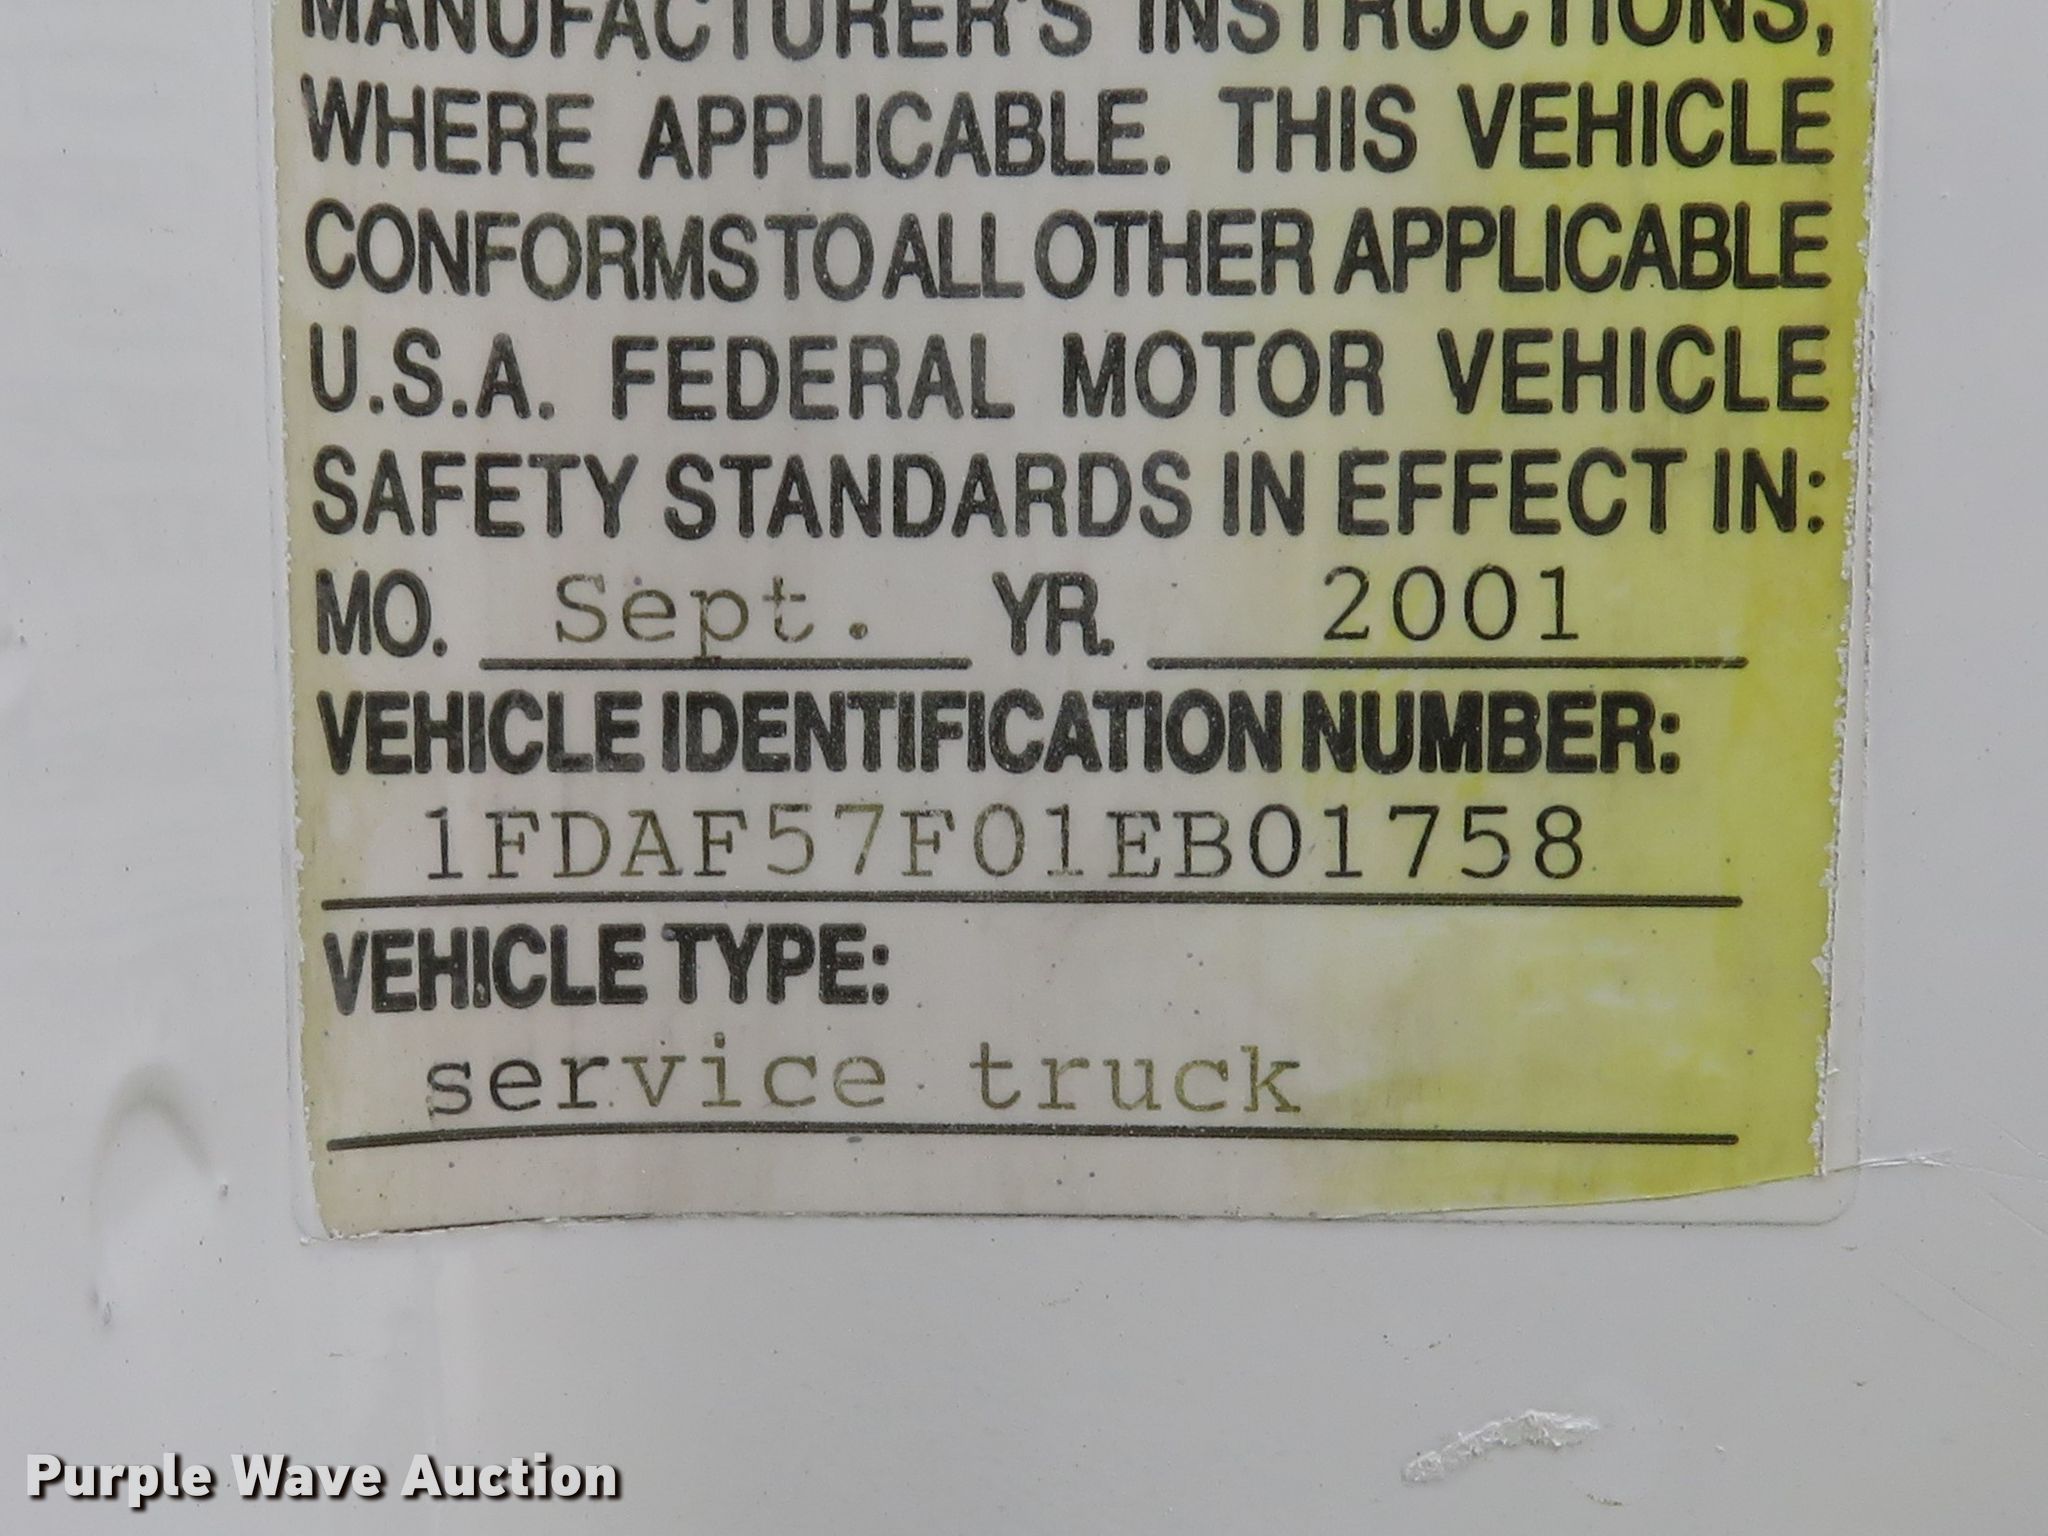 MANUFACTURER'S INSTRUCTIONS,
WHERE APPLICABLE. THIS VEHICLE
CONFORMS TO ALL OTHER APPLICABLE
U.S.A. FEDERAL MOTOR VEHICLE
SAFETY STANDARDS IN EFFECT IN:
MO. Sept. YR. 2001
VEHICLE IDENTIFICATION NUMBER:
1FDAF57F01EB01758
VEHICLE TYPE:
service truck
Purple Wave Auction